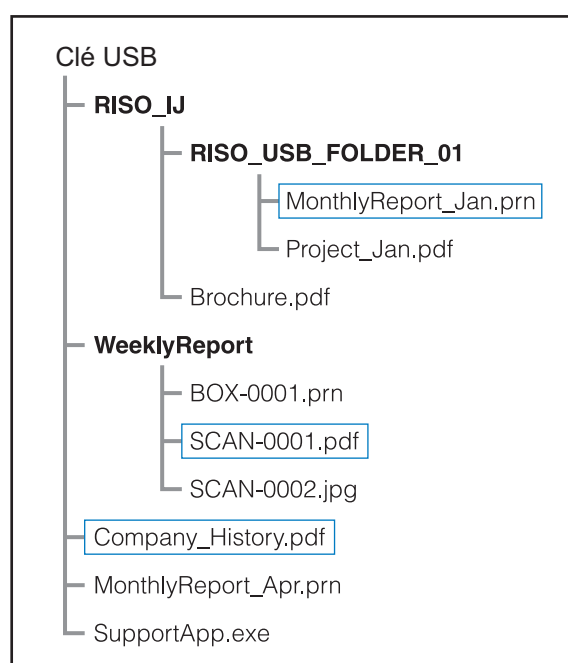 Clé USB
RISO_IJ
RISO_USB_FOLDER_01
MonthlyReport_Jan.prn
Project_Jan.pdf
Brochure.pdf
WeeklyReport
BOX-0001.prn
SCAN-0001.pdf
SCAN-0002.jpg
Company_History.pdf
MonthlyReport_Apr.prn
SupportApp.exe